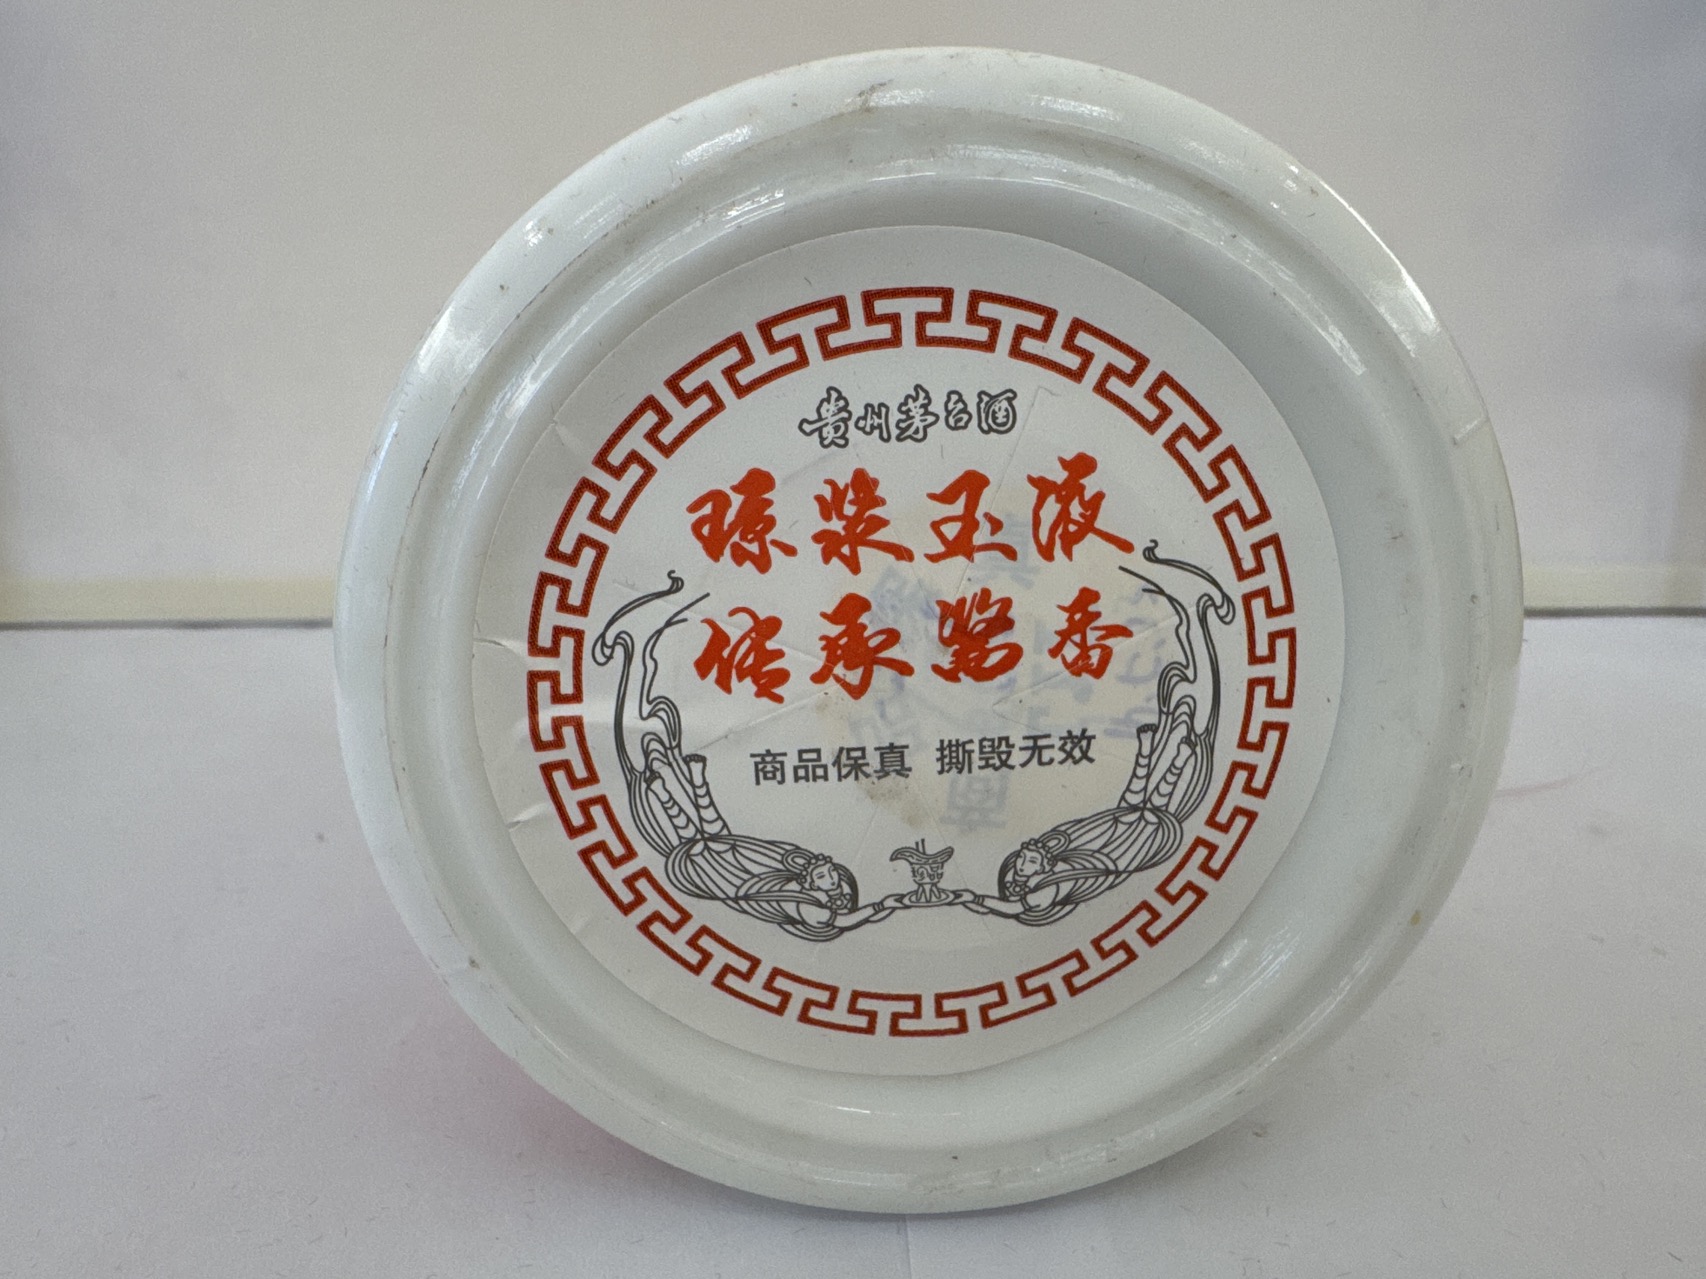 贵州茅台酒
琼浆玉液
传承酱香
商品保真 撕毁无效